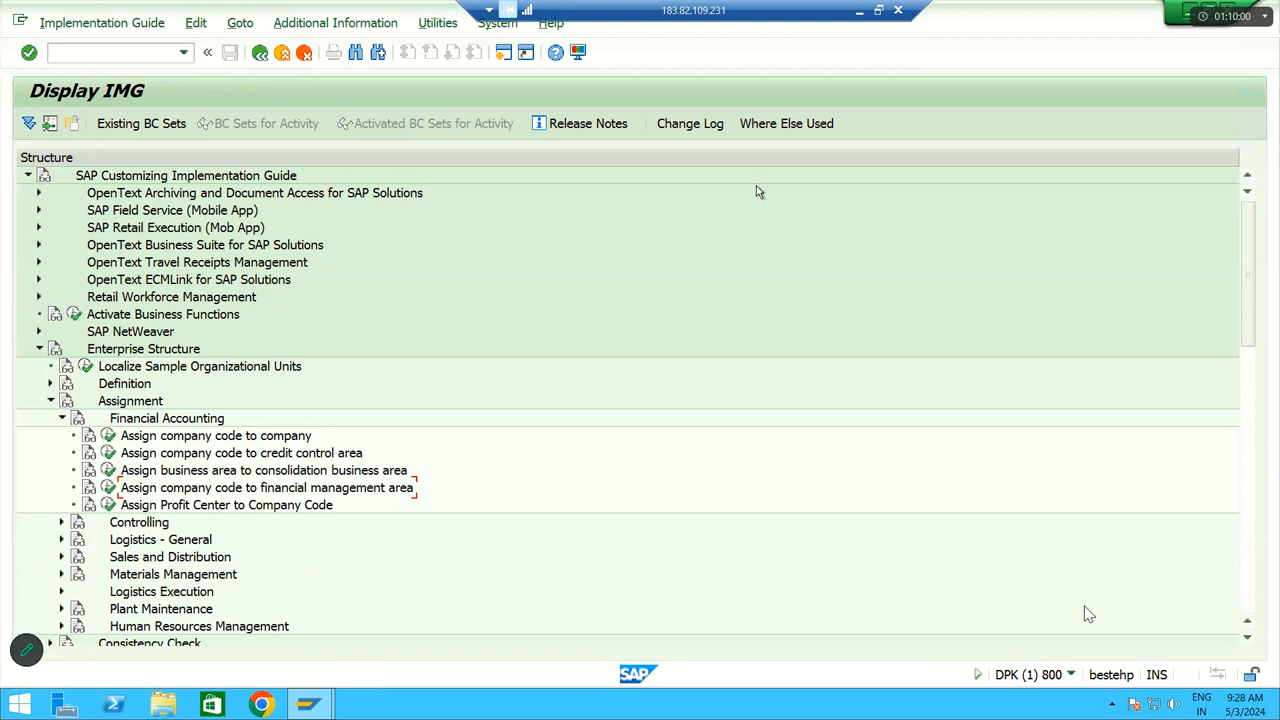 183.82.109.231
01:10:00
Implementation Guide Edit Goto Additional Information Utilities System Help
Display IMG
Existing BC Sets BC Sets for Activity Activated BC Sets for Activity Release Notes Change Log Where Else Used
Structure
SAP Customizing Implementation Guide
OpenText Archiving and Document Access for SAP Solutions
SAP Field Service (Mobile App)
SAP Retail Execution (Mob App)
OpenText Business Suite for SAP Solutions
OpenText Travel Receipts Management
OpenText ECMLink for SAP Solutions
Retail Workforce Management
Activate Business Functions
SAP NetWeaver
Enterprise Structure
Localize Sample Organizational Units
Definition
Assignment
Financial Accounting
Assign company code to company
Assign company code to credit control area
Assign business area to consolidation business area
Assign company code to financial management area
Assign Profit Center to Company Code
Controlling
Logistics - General
Sales and Distribution
Materials Management
Logistics Execution
Plant Maintenance
Human Resources Management
Consistency Check
SAP
DPK (1) 800 bestehp INS
ENG 9:28 AM
IN 5/3/2024